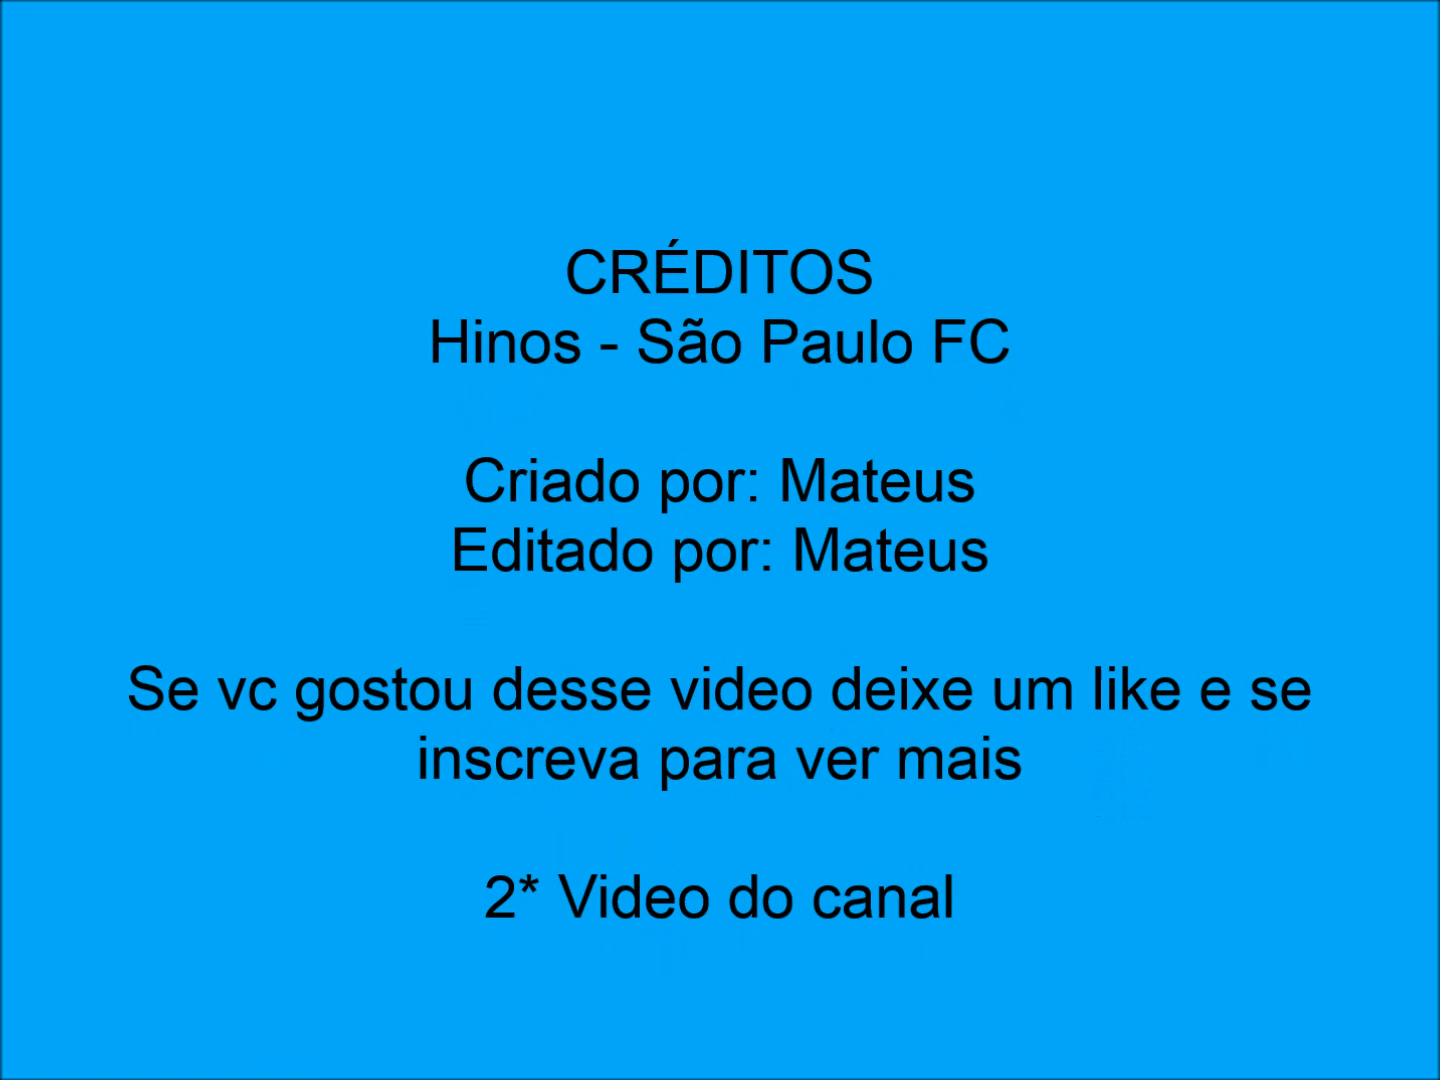 CRÉDITOS
Hinos - São Paulo FC
Criado por: Mateus
Editado por: Mateus
Se vc gostou desse video deixe um like e se
inscreva para ver mais
2* Video do canal